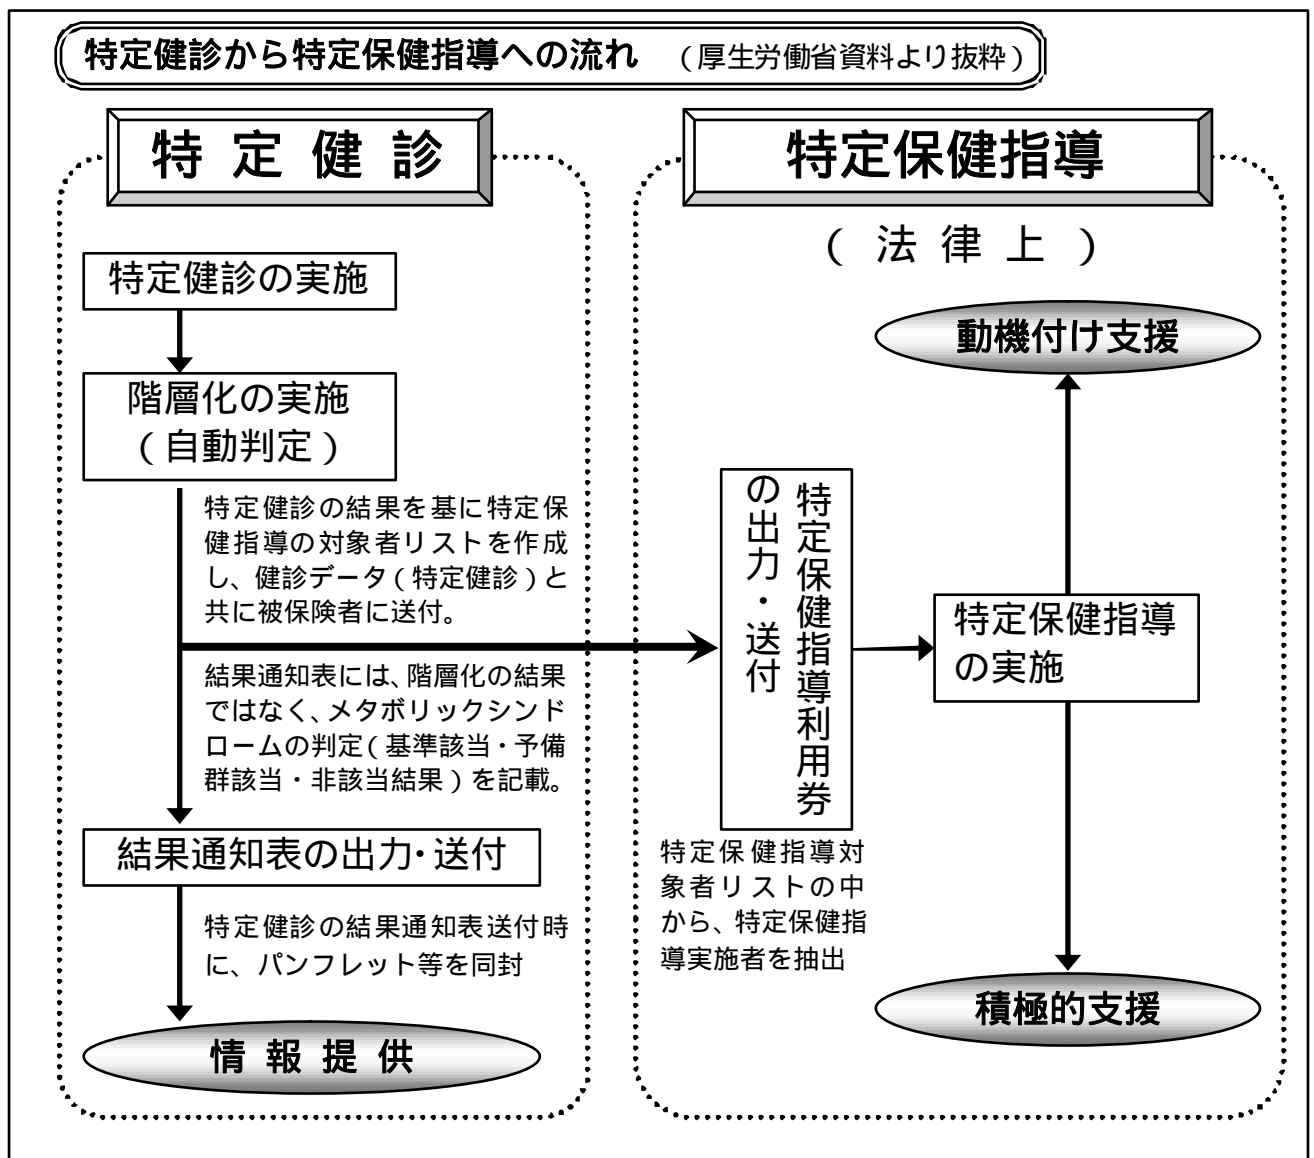 特定健診から特定保健指導への流れ （厚生労働省資料より抜粋）
特定健診
特定健診の実施
階層化の実施
（自動判定）
特定健診の結果を基に特定保
健指導の対象者リストを作成
し、健診データ（特定健診）と
共に被保険者に送付。
結果通知表には、階層化の結果
ではなく、メタボリックシンド
ロームの判定（基準該当・予備
群該当・非該当結果）を記載。
結果通知表の出力・送付
特定健診の結果通知表送付時
に、パンフレット等を同封
情報提供
特定保健指導
（法律上）
特定保健指導利用券
の出力・送付
特定保健指導対
象者リストの中
から、特定保健指
導実施者を抽出
特定保健指導
の実施
動機付け支援
積極的支援